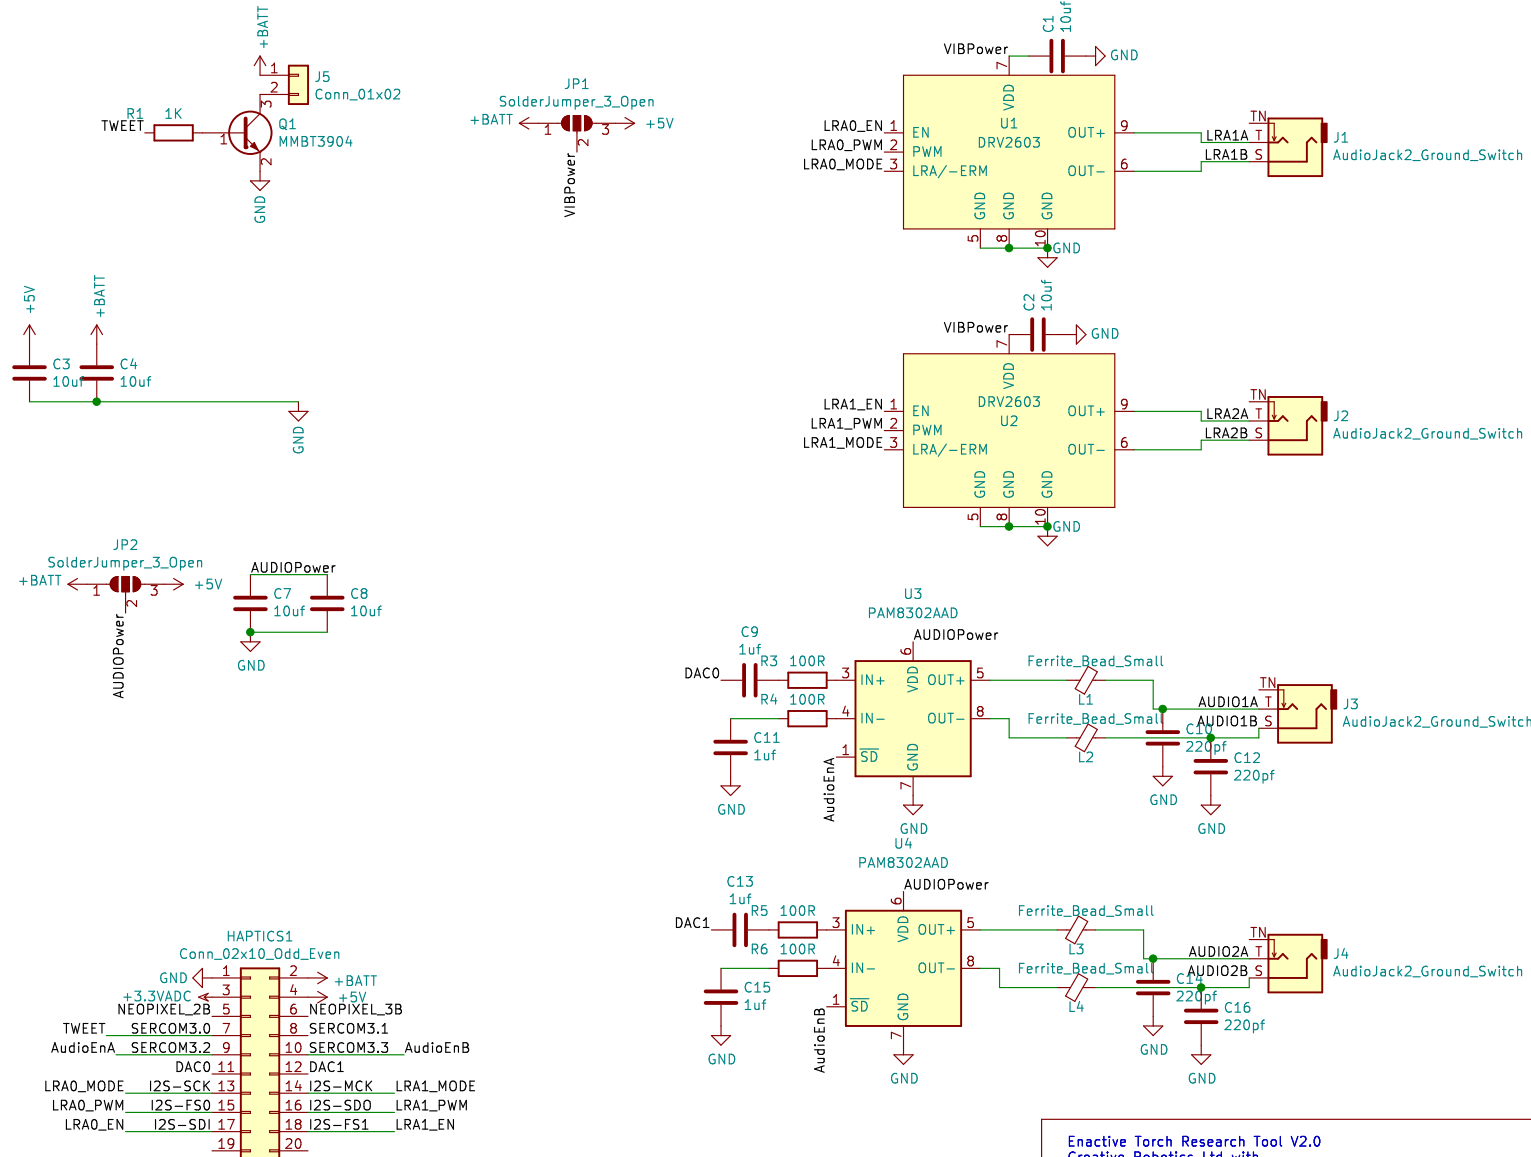 +BATT
1
2
J5
Conn_01x02
R1
1K
TWEET
3
1
2
Q1
MMBT3904
GND
JP1
SolderJumper_3_Open
+BATT
1
2
3
+5V
VIBPower
C1
10uf
VIBPower
7
GND
VDD
U1
DRV2603
LRA0_EN 1 EN
LRA0_PWM 2 PWM
LRA0_MODE 3 LRA/-ERM
OUT+ 9
OUT- 6
GND GND GND
5 8 10
GND
TN
LRA1A T
LRA1B S
J1
AudioJack2_Ground_Switch
+5V
+BATT
C3
10uf
C4
10uf
GND
C2
10uf
VIBPower
7
GND
VDD
DRV2603
U2
LRA1_EN 1 EN
LRA1_PWM 2 PWM
LRA1_MODE 3 LRA/-ERM
OUT+ 9
OUT- 6
GND GND GND
5 8 10
GND
TN
LRA2A T
LRA2B S
J2
AudioJack2_Ground_Switch
JP2
SolderJumper_3_Open
+BATT
1
2
3
+5V
AUDIOPower
AUDIOPower
C7
10uf
C8
10uf
GND
U3
PAM8302AAD
AUDIOPower
6
C9
1uf
DAC0
R3 100R
R4 100R
3 IN+
4 IN-
1 SD
VDD
GND
OUT+ 5
OUT- 8
7
GND
C11
1uf
GND
AudioEnA
Ferrite_Bead_Small
L1
Ferrite_Bead_Small
L2
C10
220pf
GND
C12
220pf
GND
TN
AUDIO1A T
AUDIO1B S
J3
AudioJack2_Ground_Switch
U4
PAM8302AAD
AUDIOPower
6
C13
1uf
DAC1
R5 100R
R6 100R
3 IN+
4 IN-
1 SD
VDD
GND
OUT+ 5
OUT- 8
7
GND
C15
1uf
GND
AudioEnB
Ferrite_Bead_Small
L3
Ferrite_Bead_Small
L4
C14
220pf
GND
C16
220pf
GND
TN
AUDIO2A T
AUDIO2B S
J4
AudioJack2_Ground_Switch
HAPTICS1
Conn_02x10_Odd_Even
GND 1 2 +BATT
+3.3VADC 3 4 +5V
NEOPIXEL_2B 5 6 NEOPIXEL_3B
TWEET SERCOM3.0 7 8 SERCOM3.1
AudioEnA SERCOM3.2 9 10 SERCOM3.3 AudioEnB
DAC0 11 12 DAC1
LRA0_MODE I2S-SCK 13 14 I2S-MCK LRA1_MODE
LRA0_PWM I2S-FS0 15 16 I2S-SDO LRA1_PWM
LRA0_EN I2S-SDI 17 18 I2S-FS1 LRA1_EN
19 20
Enactive Torch Research Tool V2.0
Creative Robotics Ltd with